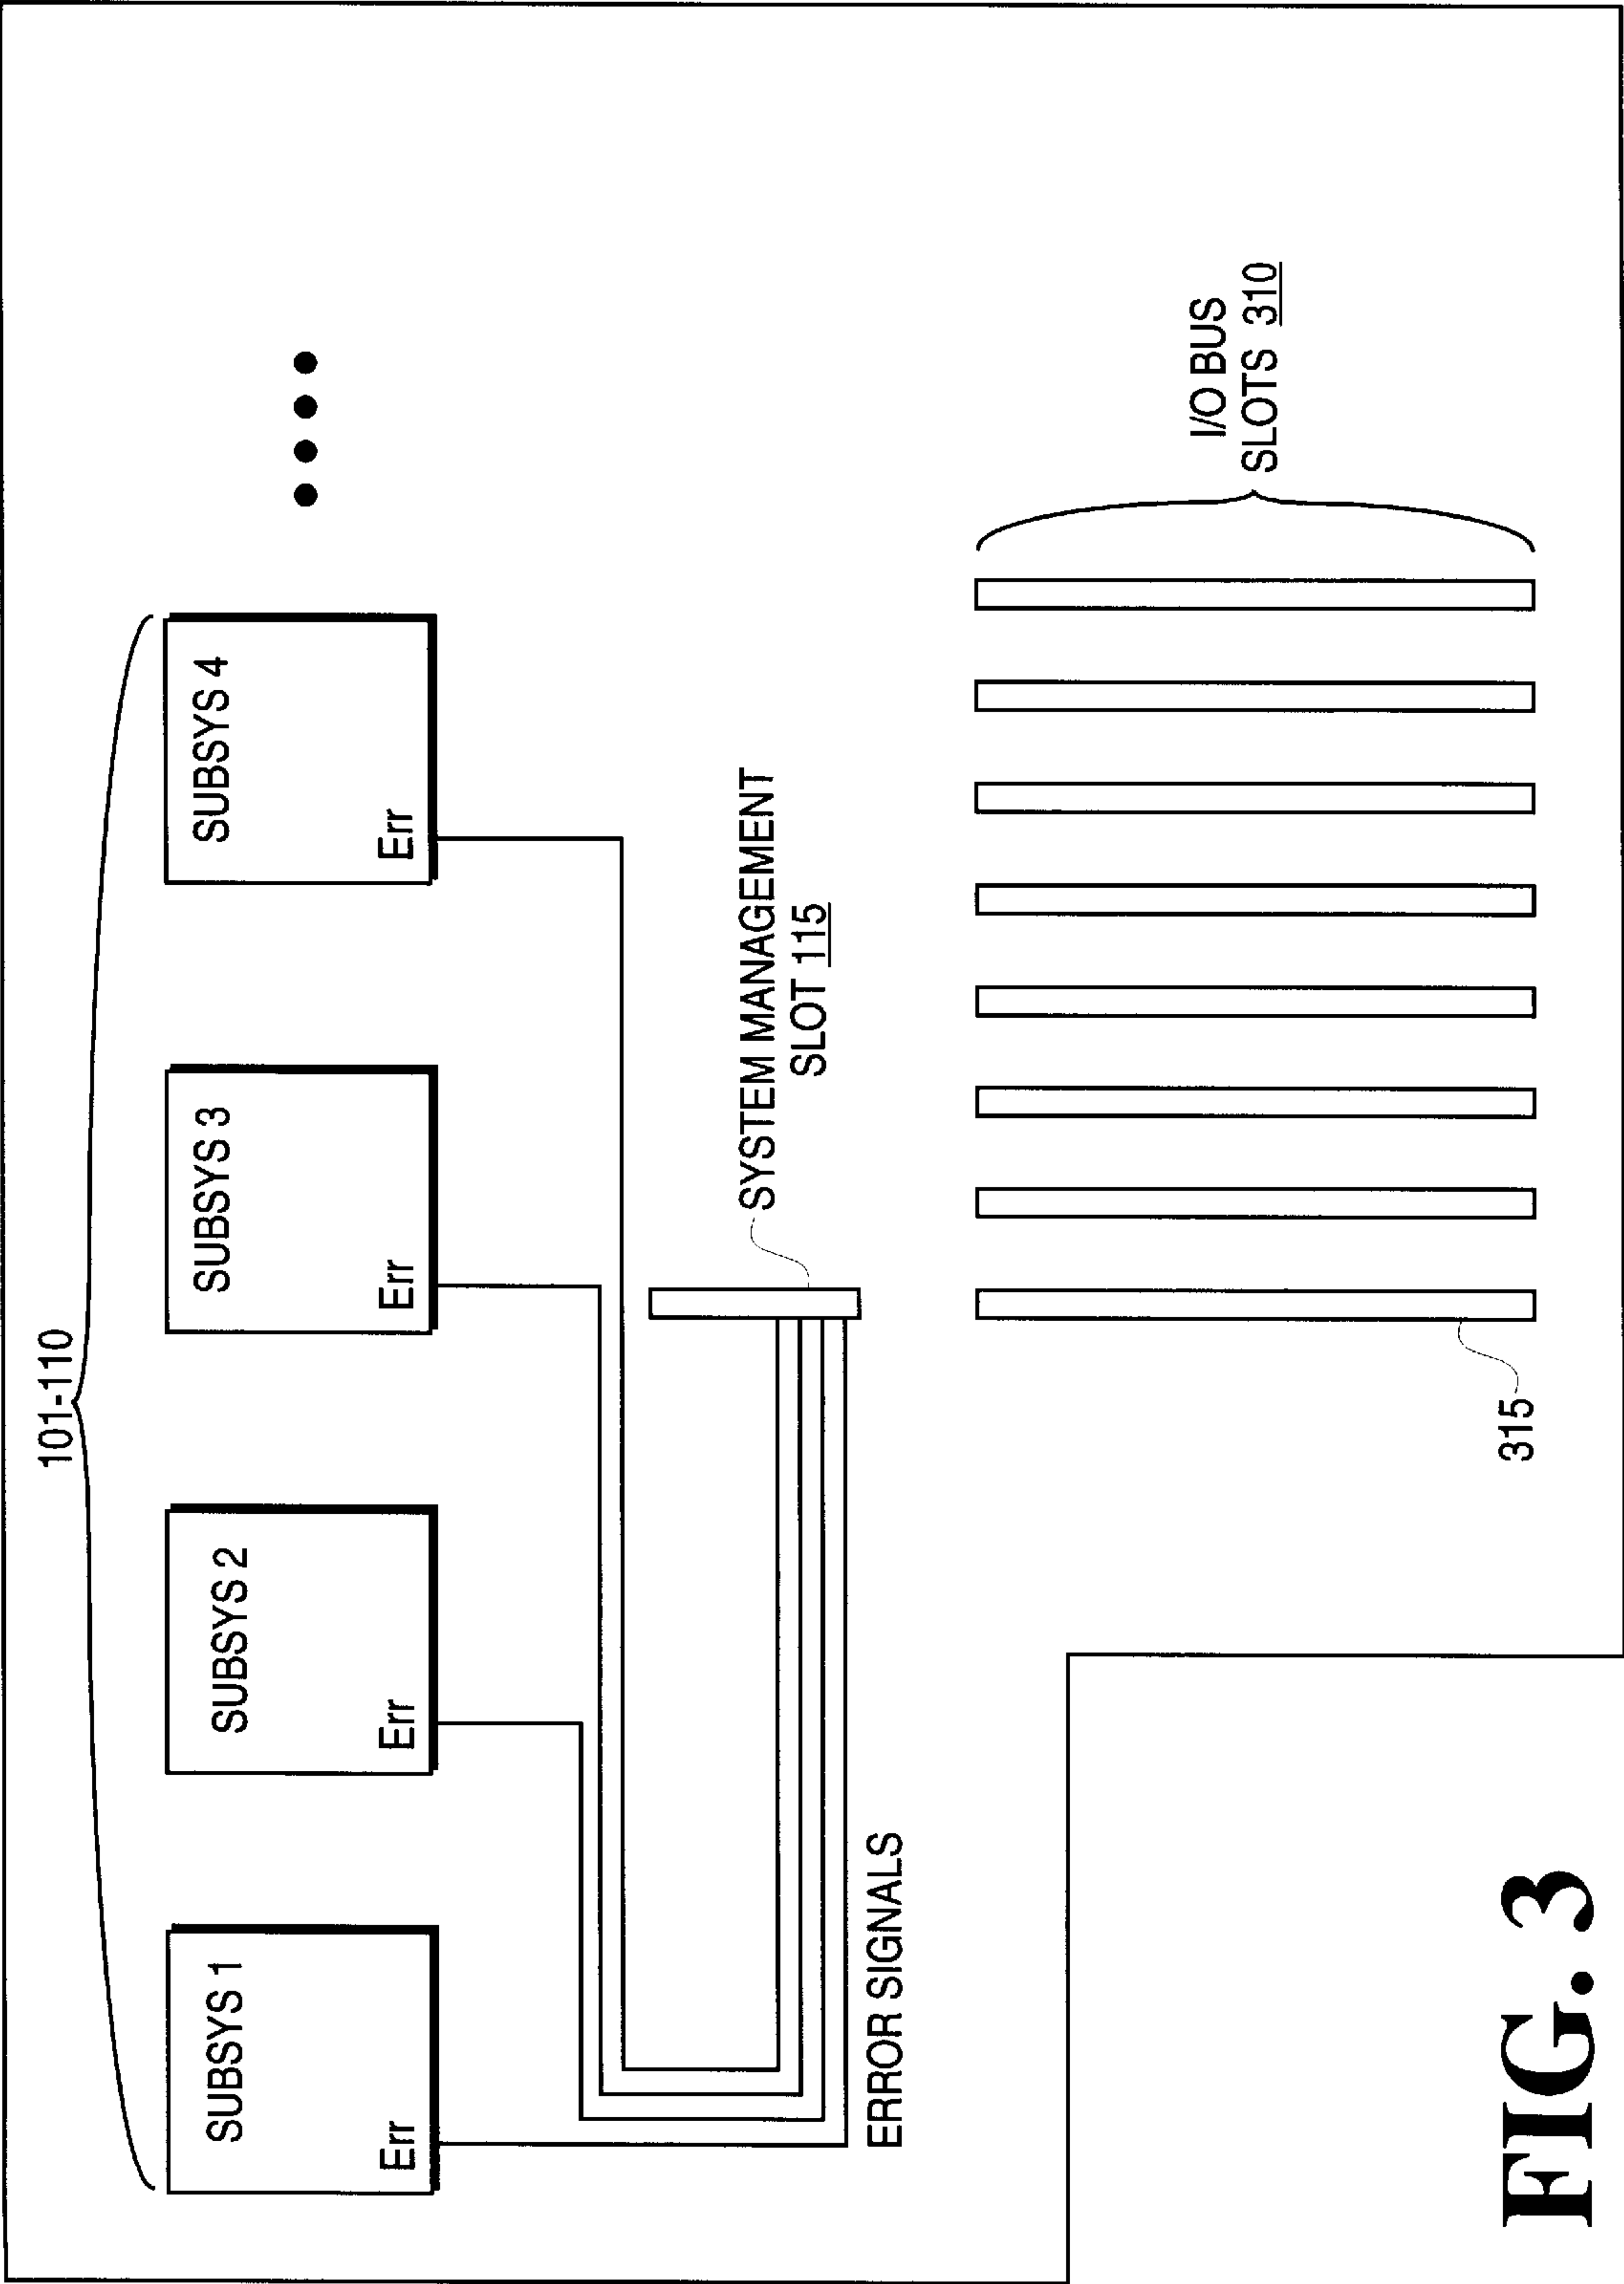 101-110
SUBSYS 1
Err
SUBSYS 2
Err
SUBSYS 3
Err
SUBSYS 4
Err
SYSTEM MANAGEMENT
SLOT 115
ERROR SIGNALS
I/O BUS
SLOTS 310
315
FIG. 3